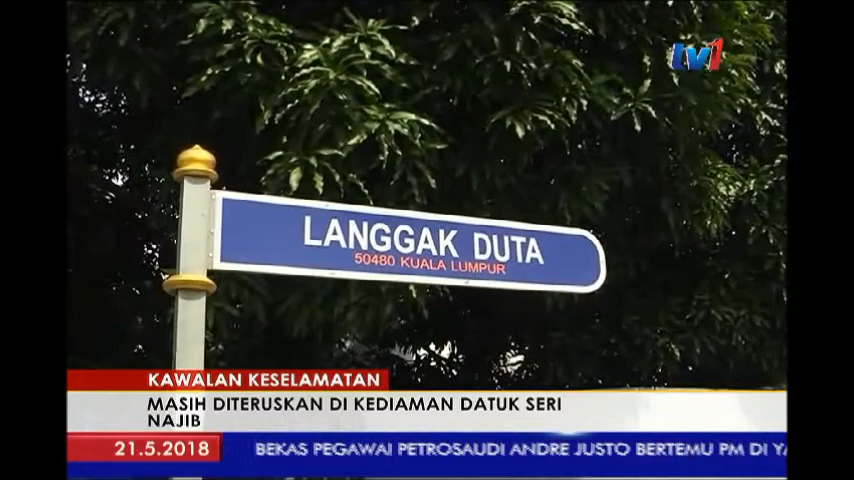 tv1
LANGGAK DUTA
50480 KUALA LUMPUR
KAWALAN KESELAMATAN
MASIH DITERUSKAN DI KEDIAMAN DATUK SERI
NAJIB
21.5.2018
BEKAS PEGAWAI PETROSAUDI ANDRE JUSTO BERTEMU PM DI